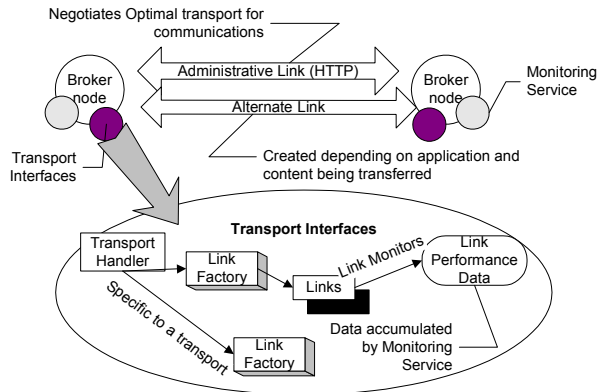 Negotiates Optimal transport for
communications
Administrative Link (HTTP)
Broker
node
Broker
node
Monitoring
Service
Alternate Link
Transport
Interfaces
Created depending on application and
content being transferred
Transport Interfaces
Transport
Handler
Link
Factory
Links
Link Monitors
Link
Performance
Data
Specific to a transport
Link
Factory
Data accumulated
by Monitoring
Service